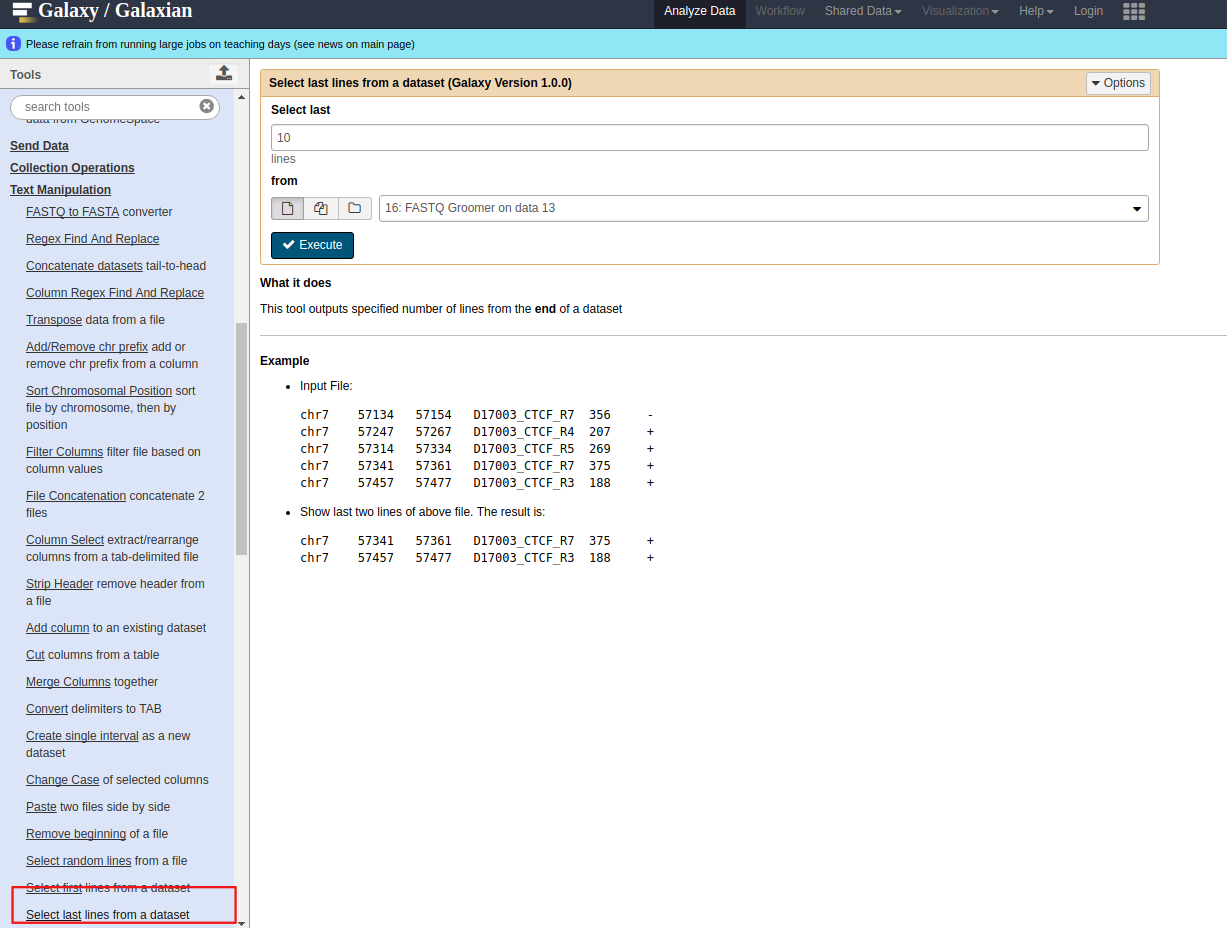 Galaxy / Galaxian
Analyze Data
Workflow
Shared Data
Visualization
Help
Login
Please refrain from running large jobs on teaching days (see news on main page)
Tools
search tools
data from GenomeSpace
Send Data
Collection Operations
Text Manipulation
FASTQ to FASTA converter
Regex Find And Replace
Concatenate datasets tail-to-head
Column Regex Find And Replace
Transpose data from a file
Add/Remove chr prefix add or
remove chr prefix from a column
Sort Chromosomal Position sort
file by chromosome, then by
position
Filter Columns filter file based on
column values
File Concatenation concatenate 2
files
Column Select extract/rearrange
columns from a tab-delimited file
Strip Header remove header from
a file
Add column to an existing dataset
Cut columns from a table
Merge Columns together
Convert delimiters to TAB
Create single interval as a new
dataset
Change Case of selected columns
Paste two files side by side
Remove beginning of a file
Select random lines from a file
Select first lines from a dataset
Select last lines from a dataset
Select last lines from a dataset (Galaxy Version 1.0.0)
Options
Select last
10
lines
from
16: FASTQ Groomer on data 13
Execute
What it does
This tool outputs specified number of lines from the end of a dataset
Example
Input File:
chr7 57134 57154 D17003_CTCF_R7 356 -
chr7 57247 57267 D17003_CTCF_R4 207 +
chr7 57314 57334 D17003_CTCF_R5 269 +
chr7 57341 57361 D17003_CTCF_R7 375 +
chr7 57457 57477 D17003_CTCF_R3 188 +
Show last two lines of above file. The result is:
chr7 57341 57361 D17003_CTCF_R7 375 +
chr7 57457 57477 D17003_CTCF_R3 188 +